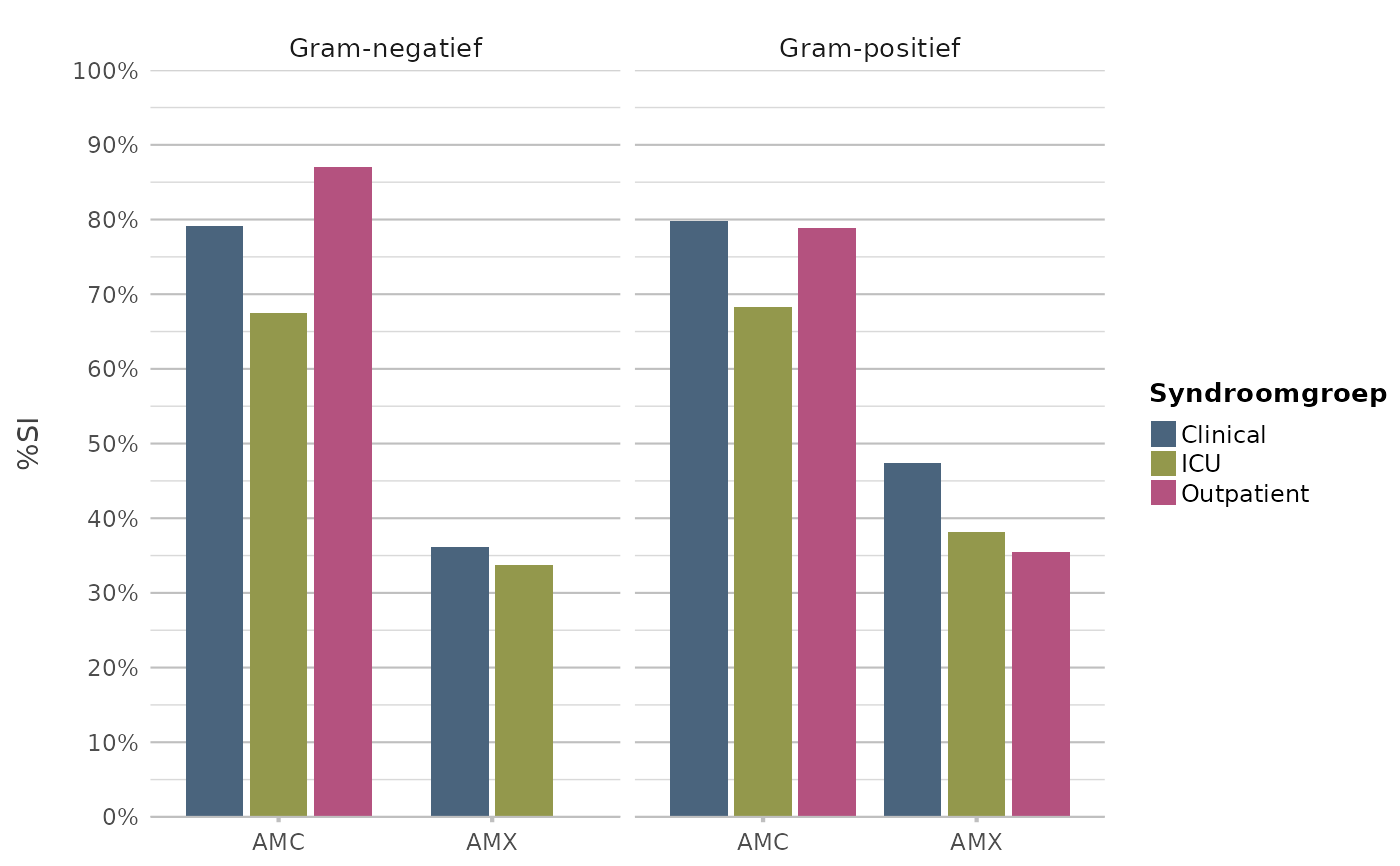 Gram-negatief
Gram-positief
100%
90%
80%
70%
60%
50%
40%
30%
20%
10%
0%
%SI
AMC
AMX
AMC
AMX
Syndroomgroep
Clinical
ICU
Outpatient